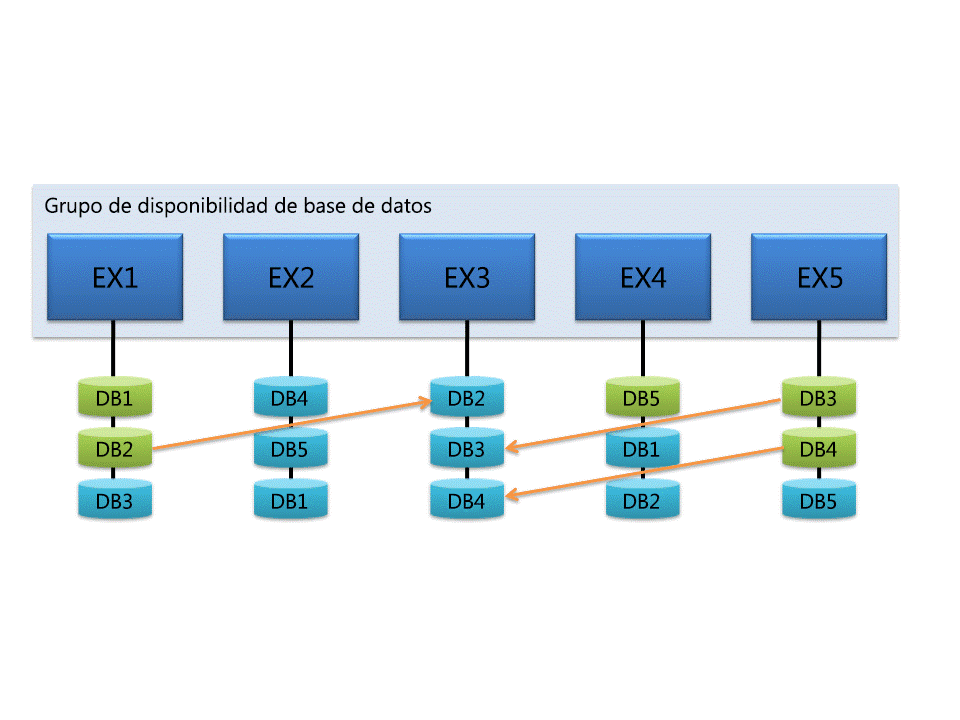 Grupo de disponibilidad de base de datos
EX1 EX2 EX3 EX4 EX5
DB1 DB4 DB2 DB5 DB3
DB2 DB5 DB3 DB1 DB4
DB3 DB1 DB4 DB2 DB5